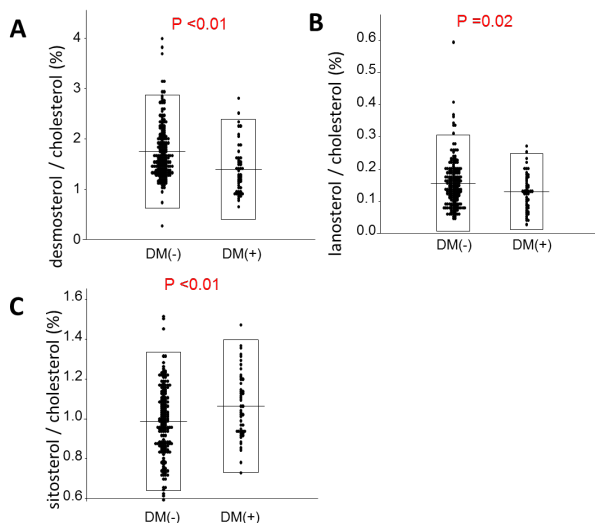 A
P <0.01
desmosterol / cholesterol (%)
4
3
2
1
0
DM(-) DM(+)
B
P =0.02
lanosterol / cholesterol (%)
0.6
0.5
0.4
0.3
0.2
0.1
0.0
DM(-) DM(+)
C
P <0.01
sitosterol / cholesterol (%)
1.6
1.4
1.2
1.0
0.8
0.6
DM(-) DM(+)